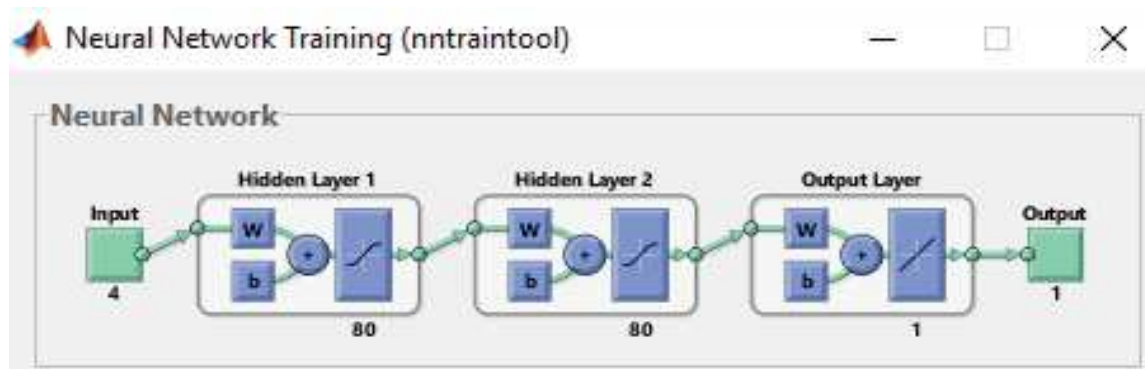 Neural Network Training (nntraintool)
Neural Network
Hidden Layer 1 Hidden Layer 2 Output Layer
Input Output
W W W
+ + +
b b b
4 1
80 80 1